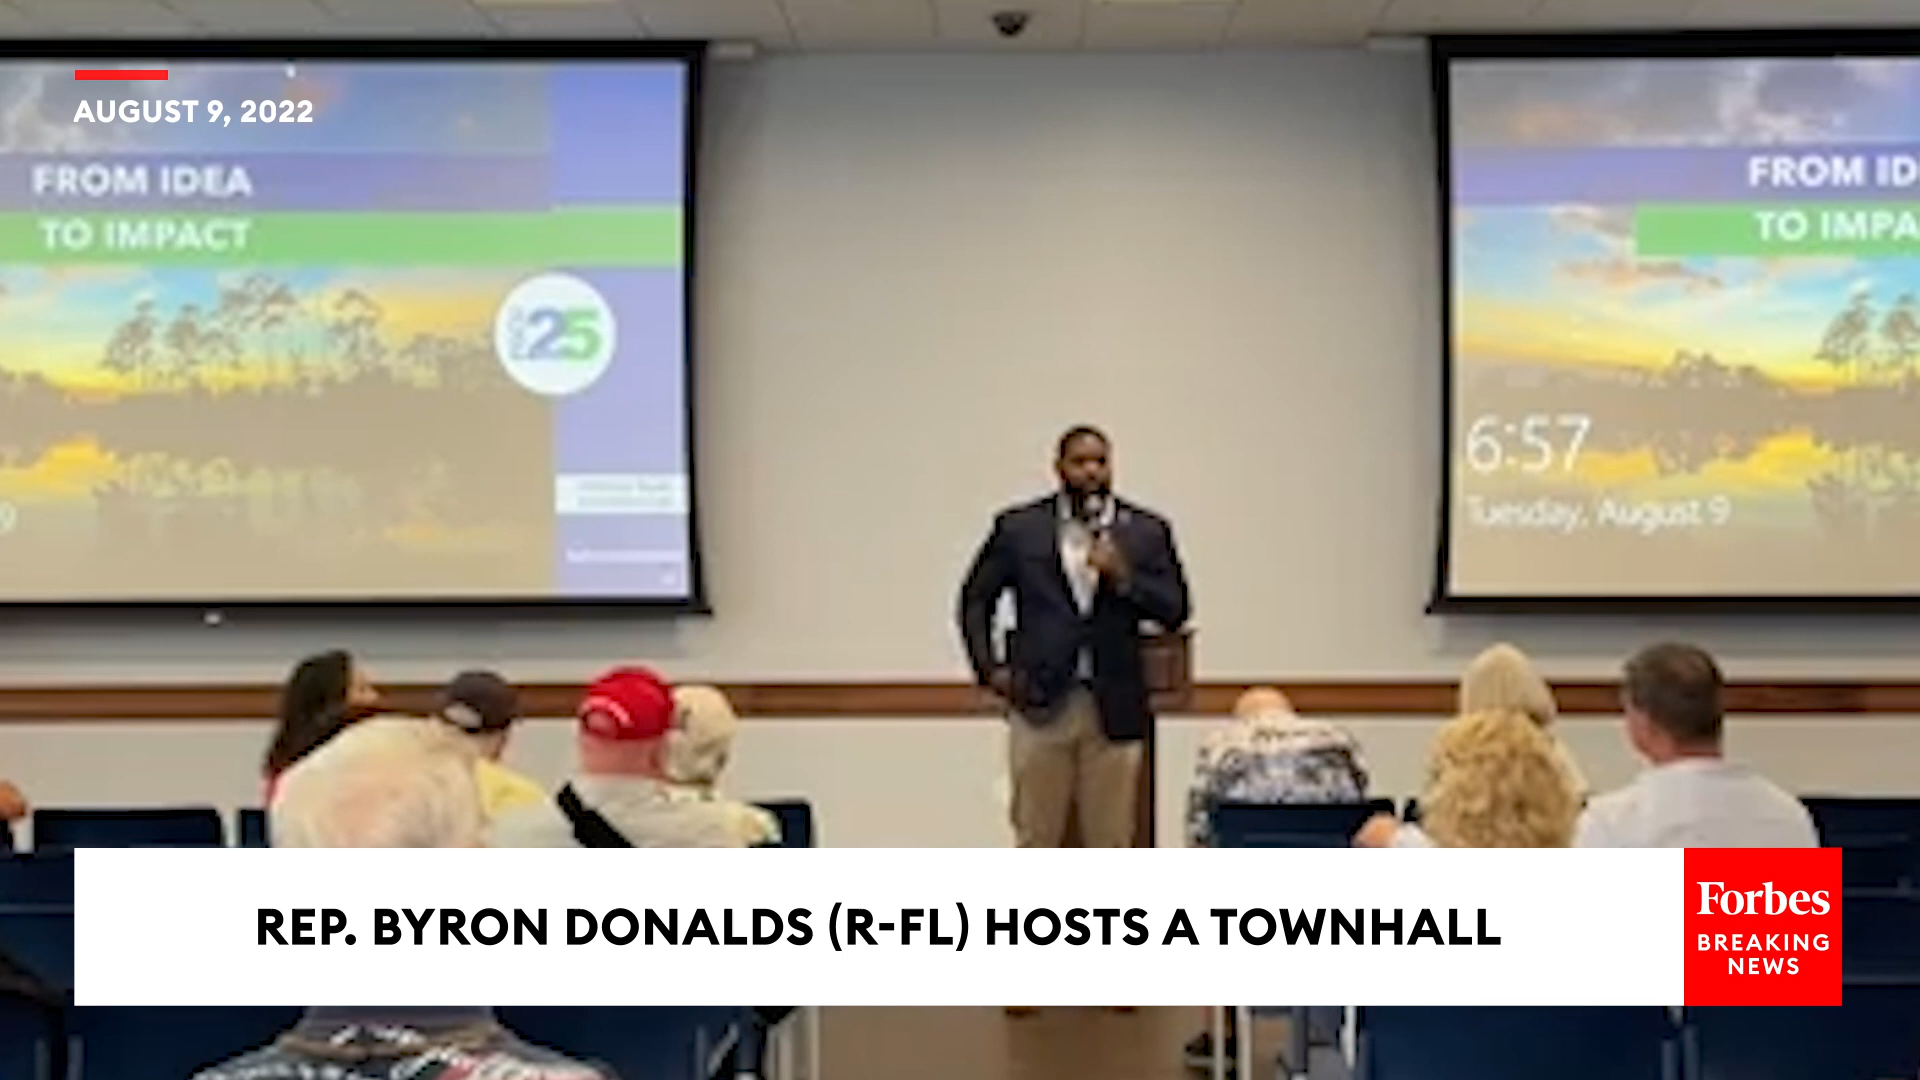 AUGUST 9, 2022
FROM IDEA
TO IMPACT
25
FROM ID
TO IMPA
6:57
Tuesday, August 9
9
REP. BYRON DONALDS (R-FL) HOSTS A TOWNHALL
Forbes
BREAKING
NEWS